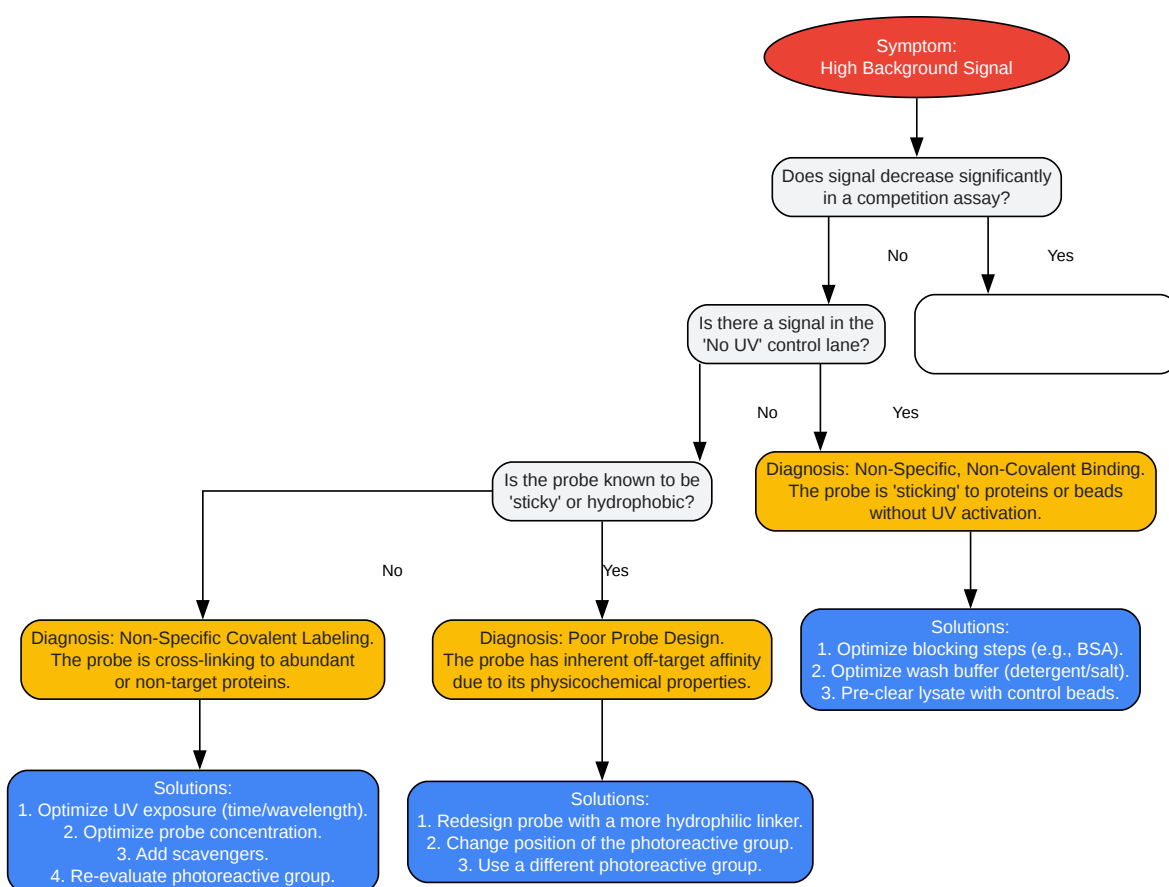 Symptom:
High Background Signal
Does signal decrease significantly
in a competition assay?
No
Yes
Is there a signal in the
'No UV' control lane?
No
Yes
Is the probe known to be
'sticky' or hydrophobic?
Diagnosis: Non-Specific, Non-Covalent Binding.
The probe is 'sticking' to proteins or beads
without UV activation.
No
Yes
Diagnosis: Non-Specific Covalent Labeling.
The probe is cross-linking to abundant
or non-target proteins.
Diagnosis: Poor Probe Design.
The probe has inherent off-target affinity
due to its physicochemical properties.
Solutions:
1. Optimize blocking steps (e.g., BSA).
2. Optimize wash buffer (detergent/salt).
3. Pre-clear lysate with control beads.
Solutions:
1. Optimize UV exposure (time/wavelength).
2. Optimize probe concentration.
3. Add scavengers.
4. Re-evaluate photoreactive group.
Solutions:
1. Redesign probe with a more hydrophilic linker.
2. Change position of the photoreactive group.
3. Use a different photoreactive group.